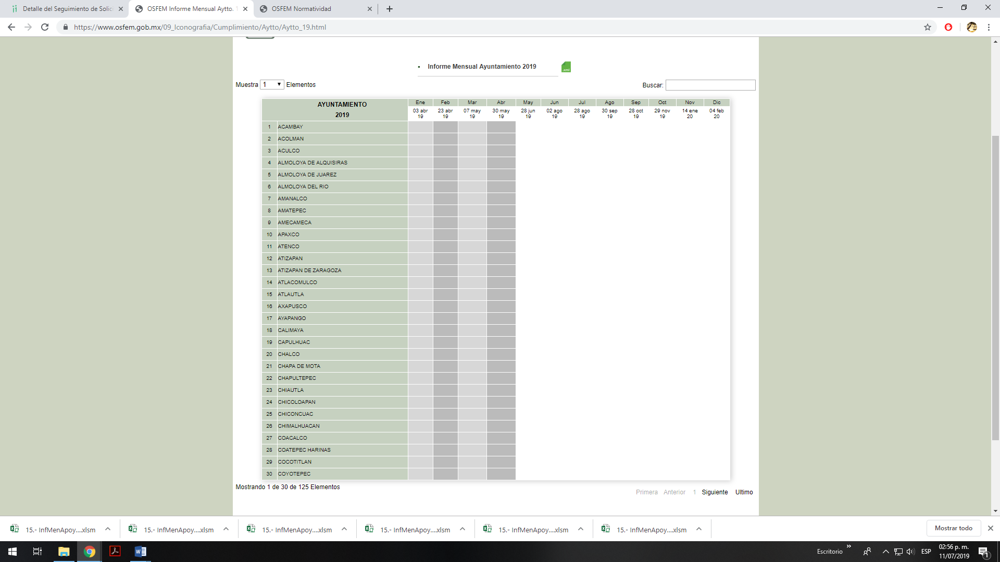 Detalle del Seguimiento de Solici
OSFEM Informe Mensual Aytto. 1
OSFEM Normatividad
https://www.osfem.gob.mx/09_Iconografia/Cumplimiento/Aytto/Aytto_19.html
Informe Mensual Ayuntamiento 2019
.xml
Muestra 1 Elementos
Buscar:
AYUNTAMIENTO 2019 Ene Feb Mar Abr May Jun Jul Ago Sep Oct Nov Dic
03 abr 19 23 abr 19 07 may 19 30 may 19 28 jun 19 02 ago 19 28 ago 19 30 sep 19 28 oct 19 29 nov 19 14 ene 20 04 feb 20
1 ACAMBAY
2 ACOLMAN
3 ACULCO
4 ALMOLOYA DE ALQUISIRAS
5 ALMOLOYA DE JUAREZ
6 ALMOLOYA DEL RIO
7 AMANALCO
8 AMATEPEC
9 AMECAMECA
10 APAXCO
11 ATENCO
12 ATIZAPAN
13 ATIZAPAN DE ZARAGOZA
14 ATLACOMULCO
15 ATLAUTLA
16 AXAPUSCO
17 AYAPANGO
18 CALIMAYA
19 CAPULHUAC
20 CHALCO
21 CHAPA DE MOTA
22 CHAPULTEPEC
23 CHIAUTLA
24 CHICOLOAPAN
25 CHICONCUAC
26 CHIMALHUACAN
27 COACALCO
28 COATEPEC HARINAS
29 COCOTITLAN
30 COYOTEPEC
Mostrando 1 de 30 de 125 Elementos
Primera Anterior 1 Siguiente Ultimo
15.- InfMenApoy....xlsm
15.- InfMenApoy....xlsm
15.- InfMenApoy....xlsm
15.- InfMenApoy....xlsm
15.- InfMenApoy....xlsm
15.- InfMenApoy....xlsm
Mostrar todo
Escritorio
ESP
02:56 p. m.
11/07/2019
1